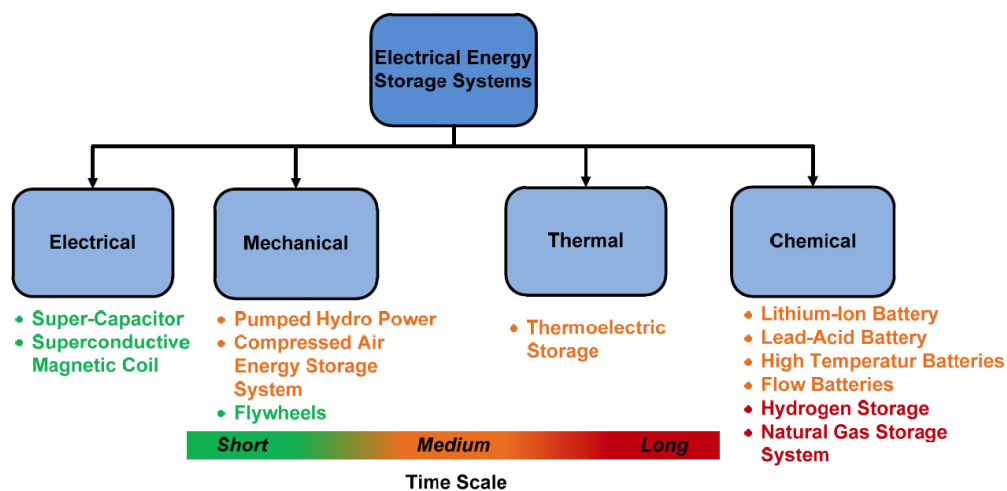 Electrical Energy
Storage Systems
Electrical
Mechanical
Thermal
Chemical
• Super-Capacitor
• Superconductive
Magnetic Coil
• Pumped Hydro Power
• Compressed Air
Energy Storage
System
• Flywheels
• Thermoelectric
Storage
• Lithium-Ion Battery
• Lead-Acid Battery
• High Temperatur Batteries
• Flow Batteries
• Hydrogen Storage
• Natural Gas Storage
System
Short
Medium
Long
Time Scale